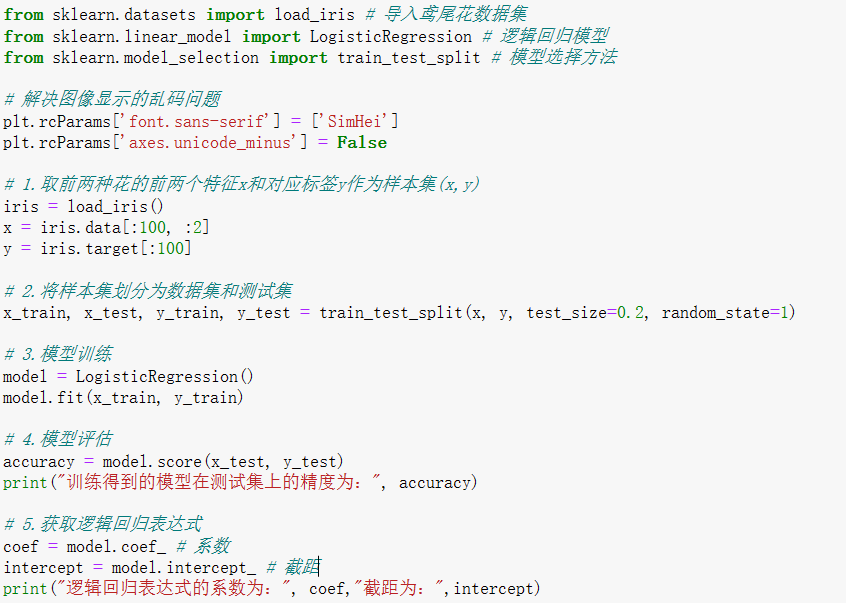 from sklearn.datasets import load_iris # 导入鸢尾花数据集
from sklearn.linear_model import LogisticRegression # 逻辑回归模型
from sklearn.model_selection import train_test_split # 模型选择方法
# 解决图像显示的乱码问题
plt.rcParams['font.sans-serif'] = ['SimHei']
plt.rcParams['axes.unicode_minus'] = False
# 1.取前两种花的前两个特征x和对应标签y作为样本集(x,y)
iris = load_iris()
x = iris.data[:100, :2]
y = iris.target[:100]
# 2.将样本集划分为数据集和测试集
x_train, x_test, y_train, y_test = train_test_split(x, y, test_size=0.2, random_state=1)
# 3.模型训练
model = LogisticRegression()
model.fit(x_train, y_train)
# 4.模型评估
accuracy = model.score(x_test, y_test)
print("训练得到的模型在测试集上的精度为：", accuracy)
# 5.获取逻辑回归表达式
coef = model.coef_ # 系数
intercept = model.intercept_ # 截距
print("逻辑回归表达式的系数为：", coef,"截距为：",intercept)